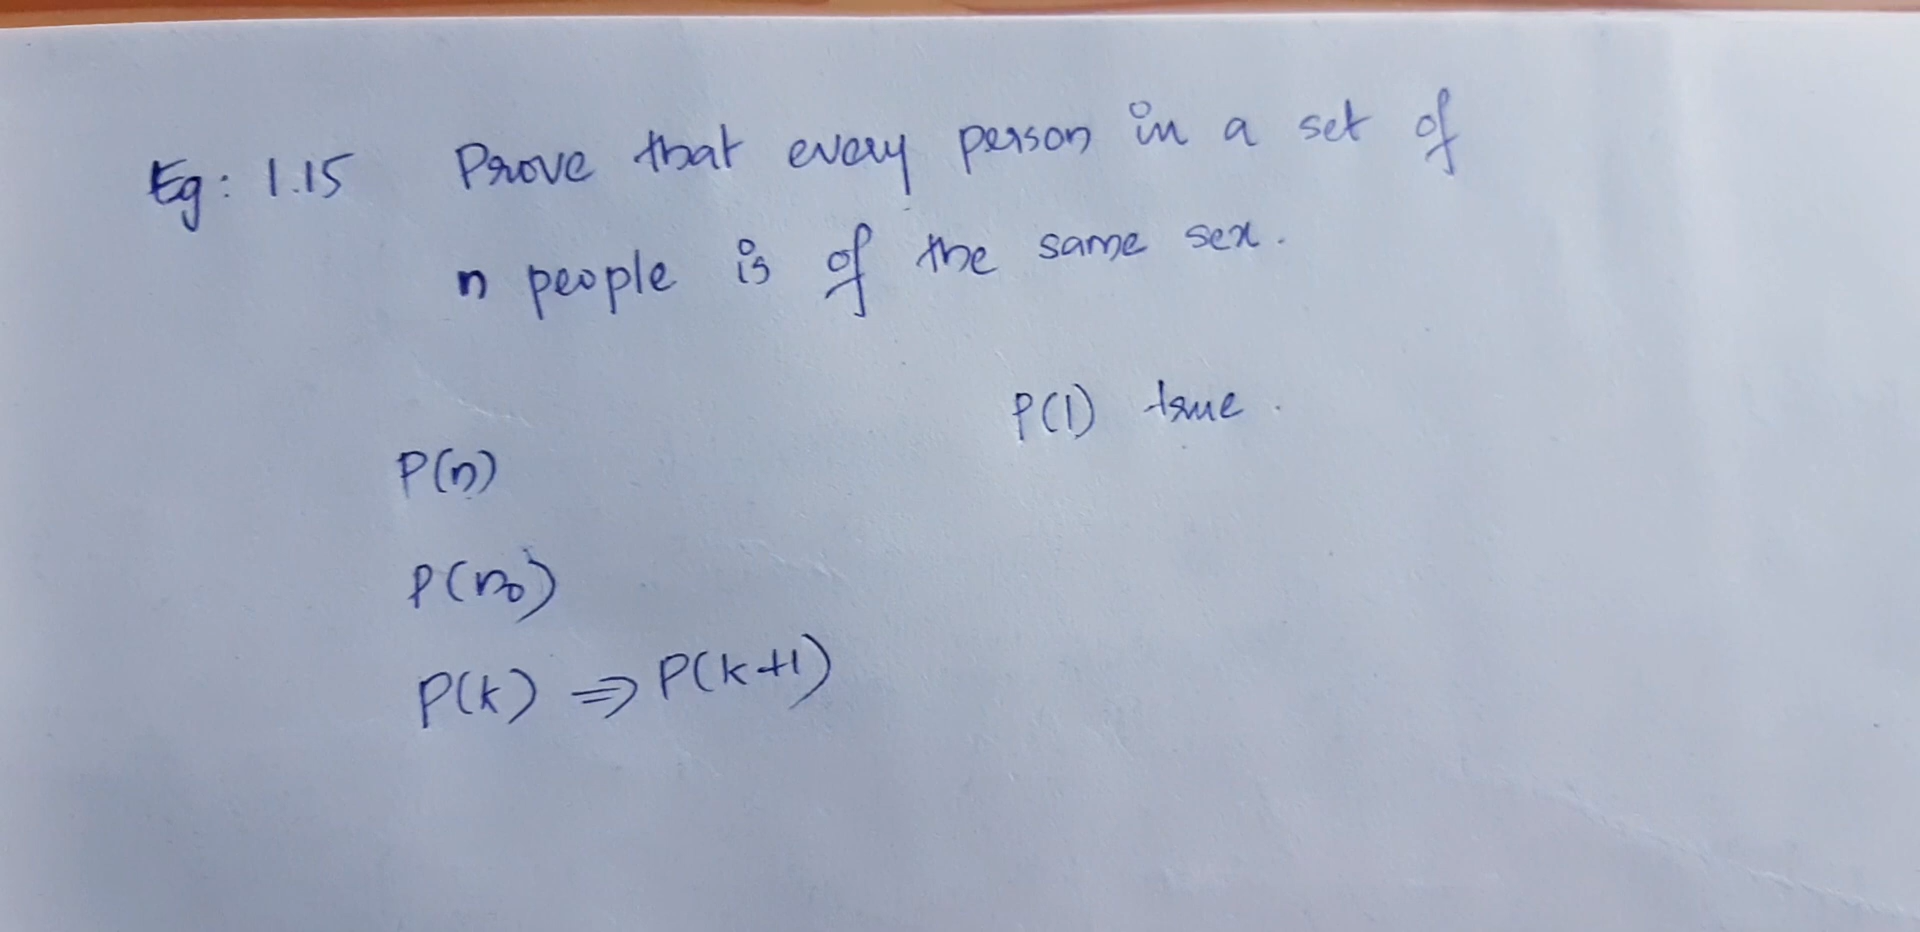 Eg: 1.15 Prove that every person in a set of
n people is of the same sex.
P(1) true.
P(n)
P(n₀)
P(k) ⇒ P(k+1)